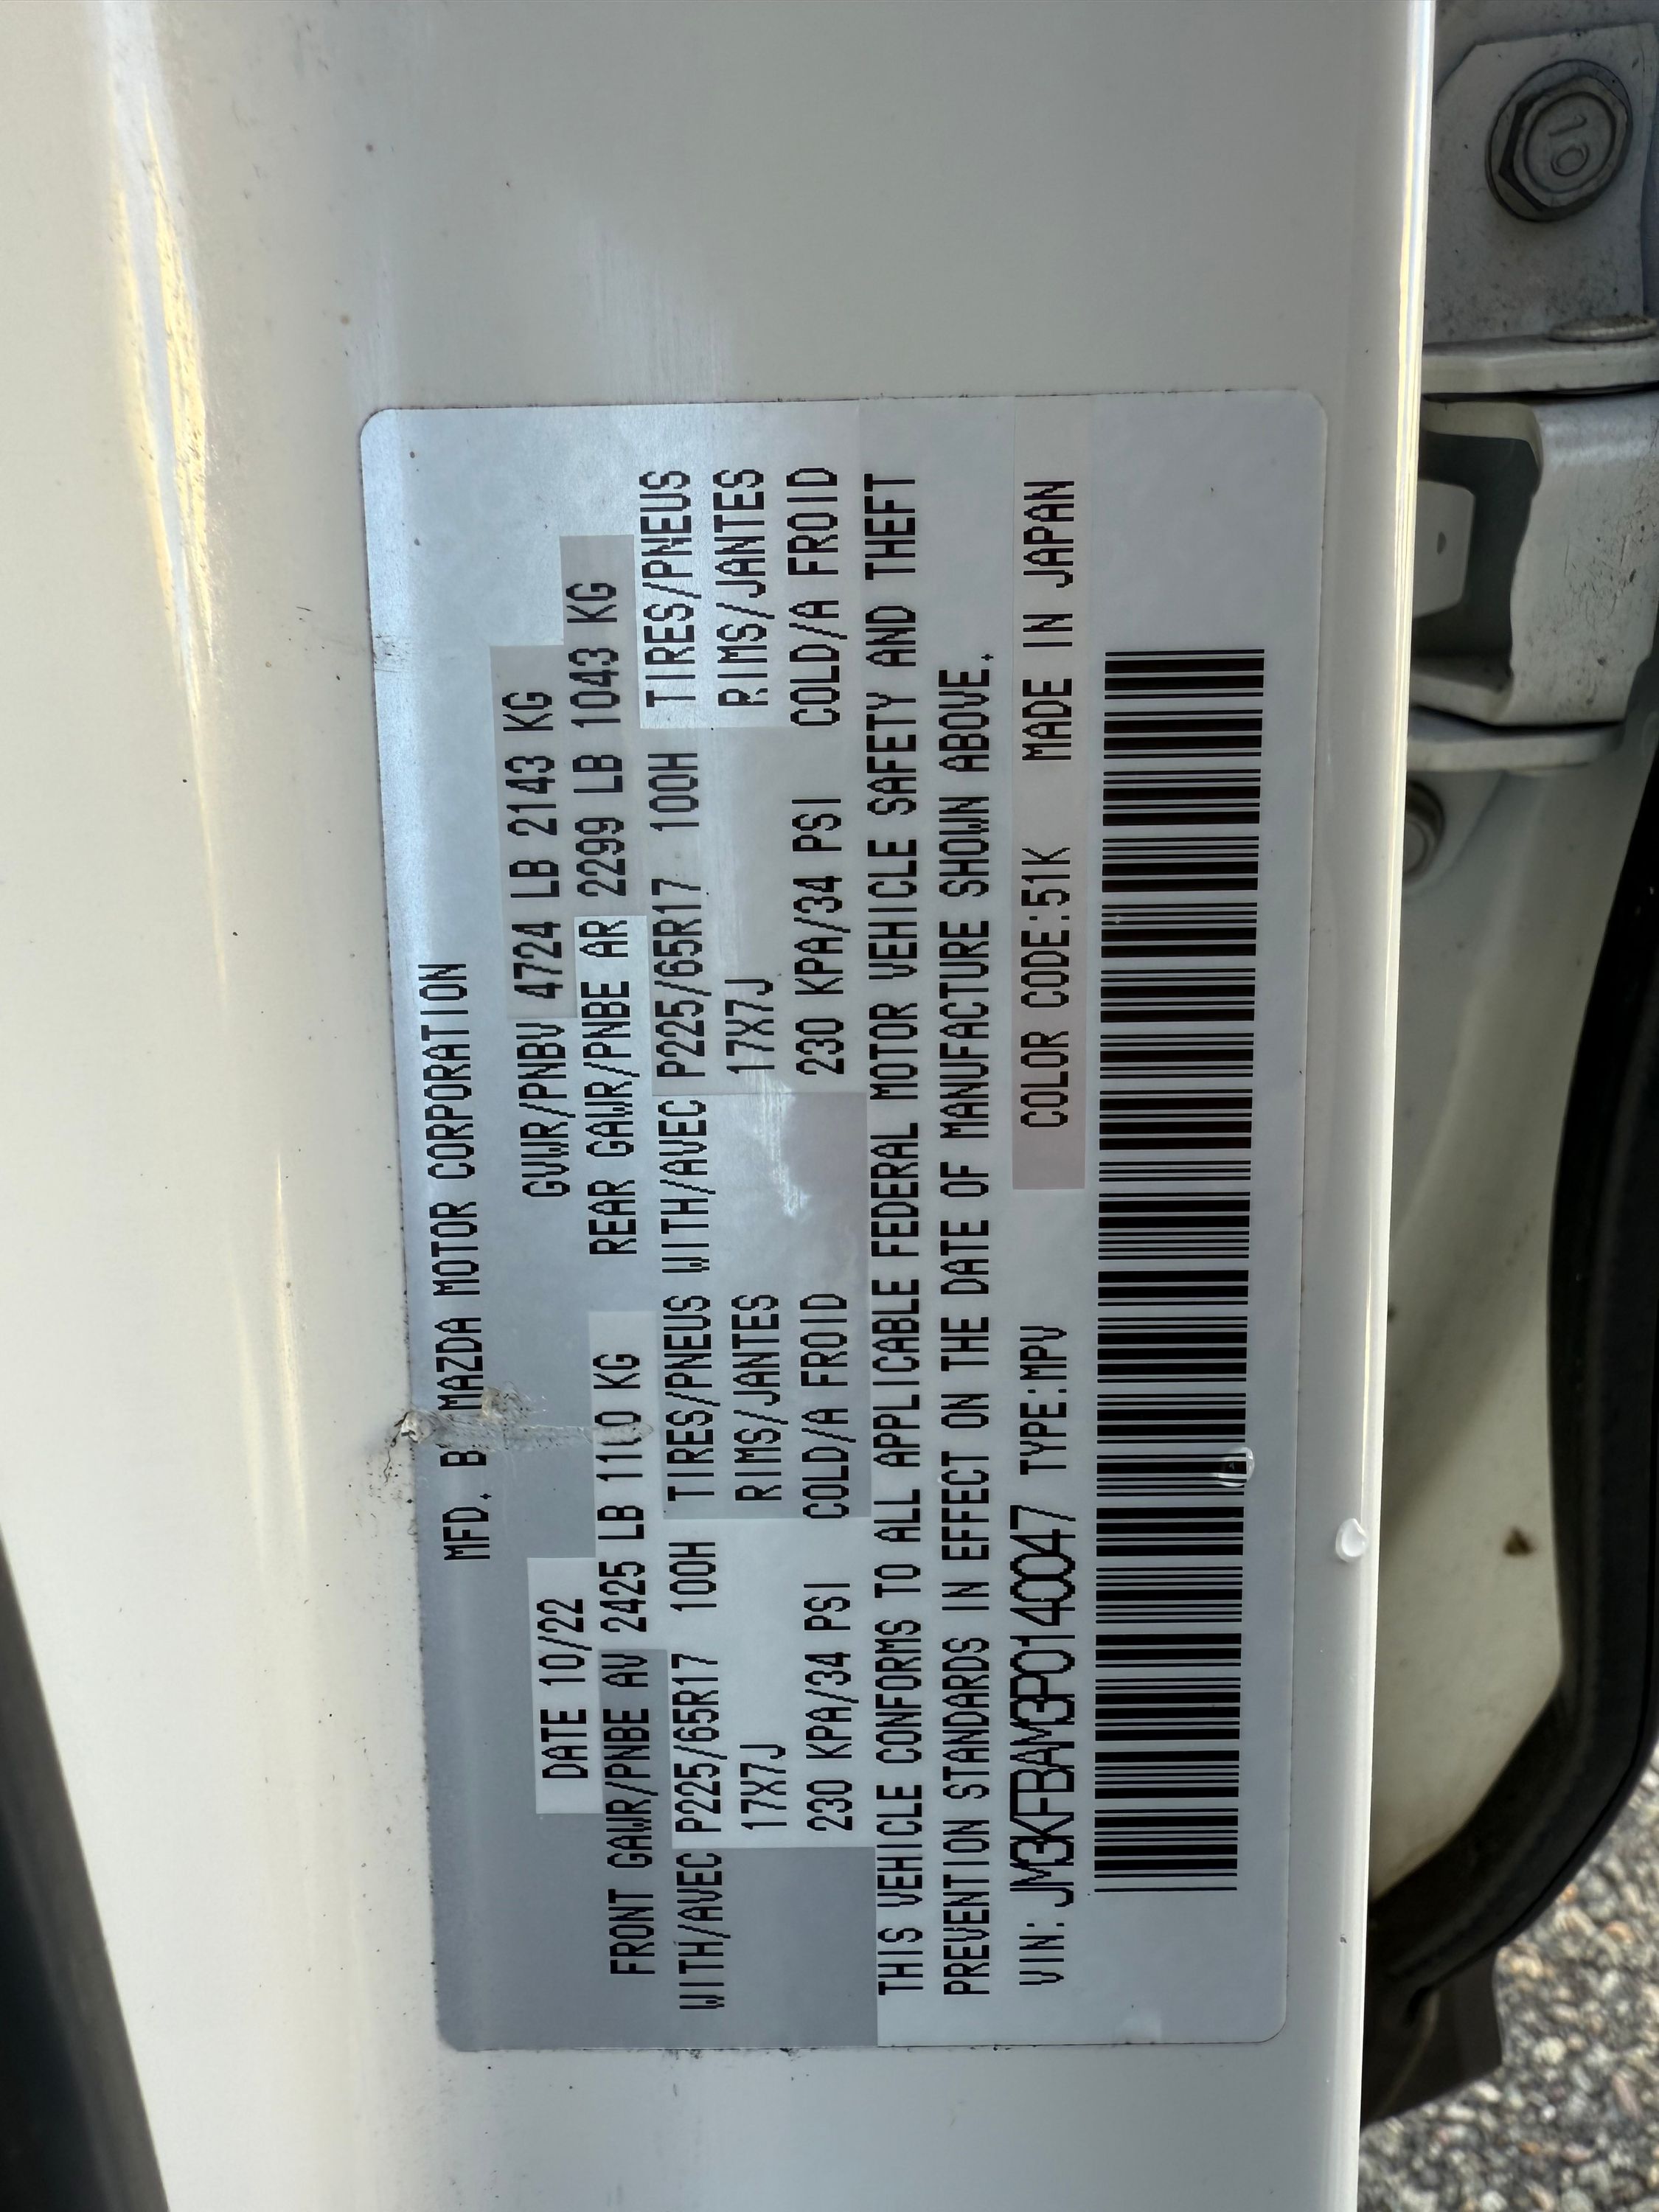 MFD. B MAZDA MOTOR CORPORATION
DATE 10/22 GVWR/PNBV 4724 LB 2143 KG
FRONT GAWR/PNBE AV 2425 LB 1100 KG REAR GAWR/PNBE AR 2299 LB 1043 KG
WITH/AVEC P225/65R17 100H TIRES/PNEUS WITH/AVEC P225/65R17 100H TIRES/PNEUS
17X7J RIMS/JANTES 17X7J RIMS/JANTES
230 KPA/34 PSI COLD/A FROID 230 KPA/34 PSI COLD/A FROID
THIS VEHICLE CONFORMS TO ALL APPLICABLE FEDERAL MOTOR VEHICLE SAFETY AND THEFT
PREVENTION STANDARDS IN EFFECT ON THE DATE OF MANUFACTURE SHOWN ABOVE.
VIN: JM3KFBAM3P0140047 TYPE:MPV COLOR CODE:51K MADE IN JAPAN
10